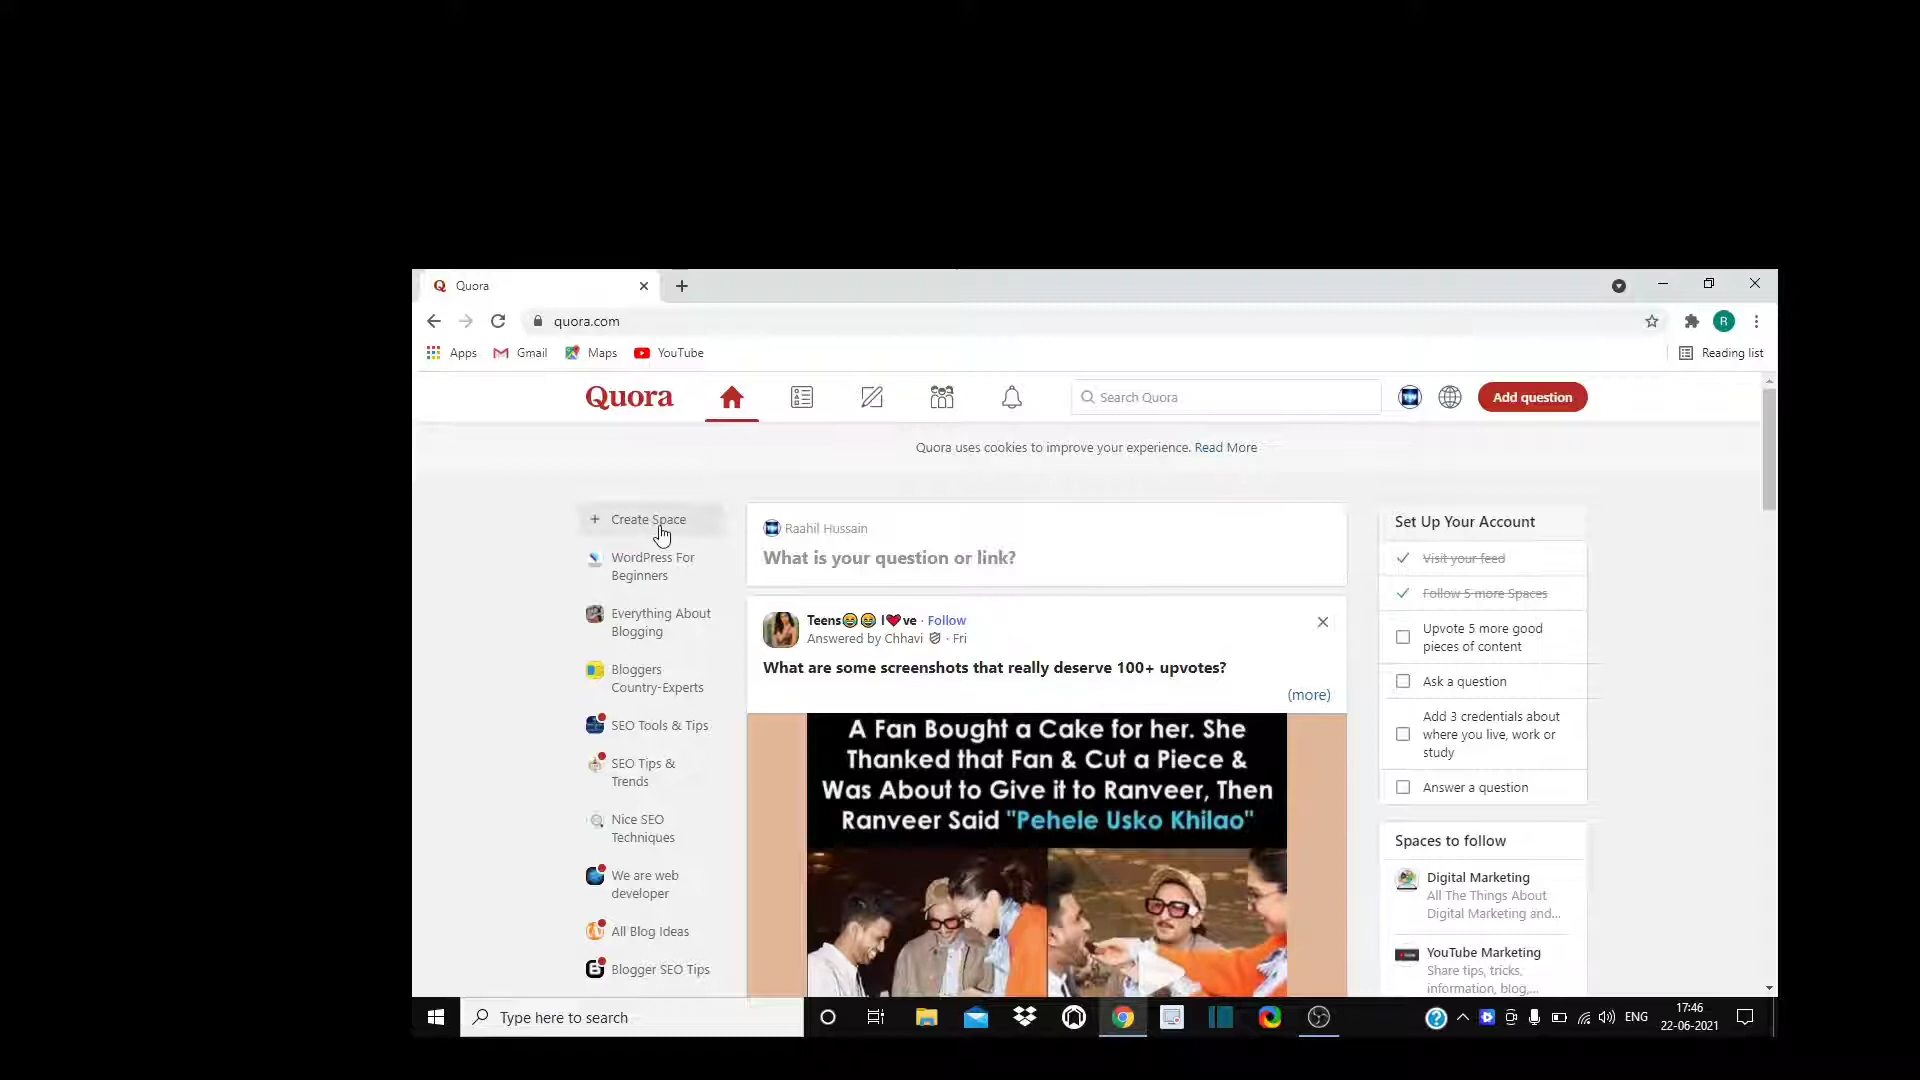 Quora
quora.com
Apps
Gmail
Maps
YouTube
Reading list
R
Quora
Search Quora
Add question
Quora uses cookies to improve your experience. Read More
+ Create Space
WordPress For
Beginners
Everything About
Blogging
Bloggers
Country-Experts
SEO Tools & Tips
SEO Tips &
Trends
Nice SEO
Techniques
We are web
developer
All Blog Ideas
Blogger SEO Tips
Raahil Hussain
What is your question or link?
Teens😂😂 I❤️ve · Follow
Answered by Chhavi · Fri
What are some screenshots that really deserve 100+ upvotes?
(more)
A Fan Bought a Cake for her. She
Thanked that Fan & Cut a Piece &
Was About to Give it to Ranveer, Then
Ranveer Said "Pehele Usko Khilao"
Set Up Your Account
Visit your feed
Follow 5 more Spaces
Upvote 5 more good
pieces of content
Ask a question
Add 3 credentials about
where you live, work or
study
Answer a question
Spaces to follow
Digital Marketing
All The Things About
Digital Marketing and...
YouTube Marketing
Share tips, tricks,
information, blog,...
Type here to search
ENG
17:46
22-06-2021